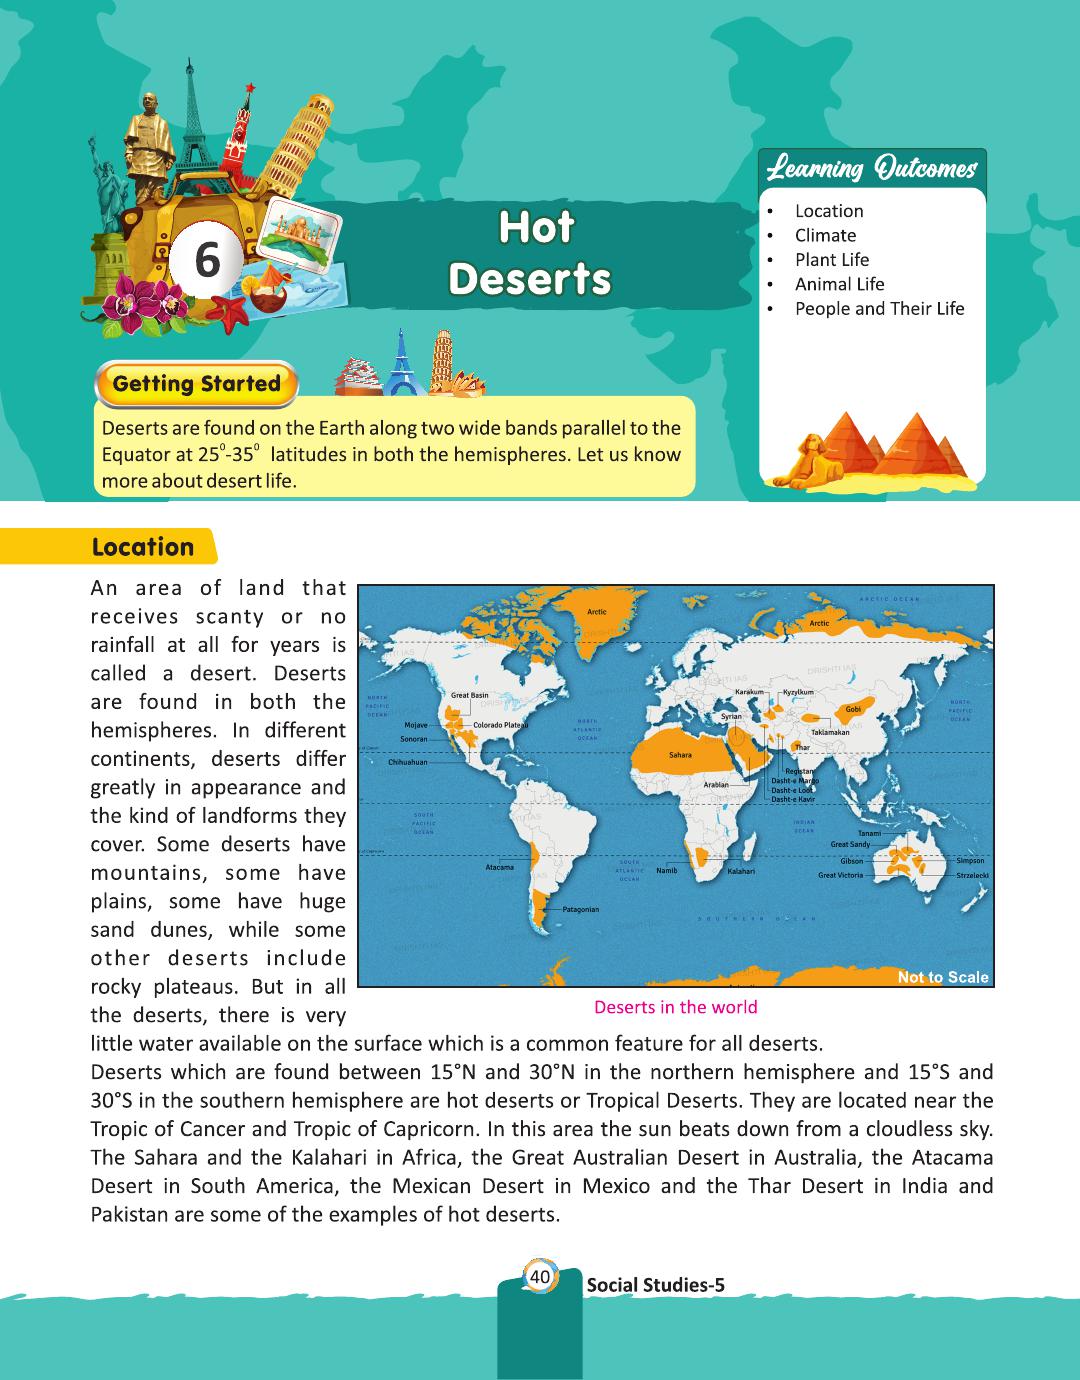 6
Hot
Deserts
Learning Outcomes
• Location
• Climate
• Plant Life
• Animal Life
• People and Their Life
Getting Started
Deserts are found on the Earth along two wide bands parallel to the
Equator at 25⁰-35⁰ latitudes in both the hemispheres. Let us know
more about desert life.
Location
An area of land that
receives scanty or no
rainfall at all for years is
called a desert. Deserts
are found in both the
hemispheres. In different
continents, deserts differ
greatly in appearance and
the kind of landforms they
cover. Some deserts have
mountains, some have
plains, some have huge
sand dunes, while some
other deserts include
rocky plateaus. But in all
the deserts, there is very
little water available on the surface which is a common feature for all deserts.
ARCTIC OCEAN
Arctic
Arctic
DRISHTI IAS
NORTH
PACIFIC
OCEAN
Great Basin
Mojave
Colorado Plateau
Sonoran
Chihuahuan
NORTH
ATLANTIC
OCEAN
Karakum
Kyzylkum
Syrian
Gobi
Taklamakan
NORTH
PACIFIC
OCEAN
Sahara
Thar
Arabian
Registan
Dasht-e Margo
Dasht-e Loot
Dasht-e Kavir
SOUTH
PACIFIC
OCEAN
INDIAN
OCEAN
Tanami
Great Sandy
Gibson
Great Victoria
Simpson
Strzelecki
Atacama
SOUTH
ATLANTIC
OCEAN
Namib
Kalahari
Patagonian
SOUTHERN OCEAN
Not to Scale
Deserts in the world
Deserts which are found between 15°N and 30°N in the northern hemisphere and 15°S and
30°S in the southern hemisphere are hot deserts or Tropical Deserts. They are located near the
Tropic of Cancer and Tropic of Capricorn. In this area the sun beats down from a cloudless sky.
The Sahara and the Kalahari in Africa, the Great Australian Desert in Australia, the Atacama
Desert in South America, the Mexican Desert in Mexico and the Thar Desert in India and
Pakistan are some of the examples of hot deserts.
40
Social Studies-5